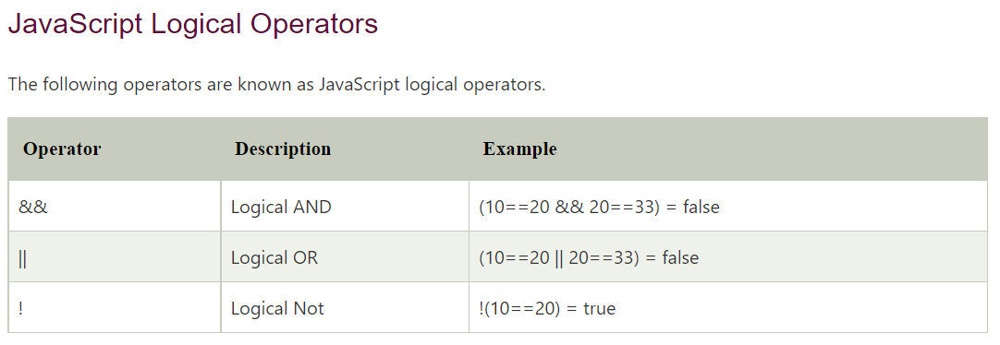 JavaScript Logical Operators
The following operators are known as JavaScript logical operators.
Operator Description Example
&& Logical AND (10==20 && 20==33) = false
|| Logical OR (10==20 || 20==33) = false
! Logical Not !(10==20) = true